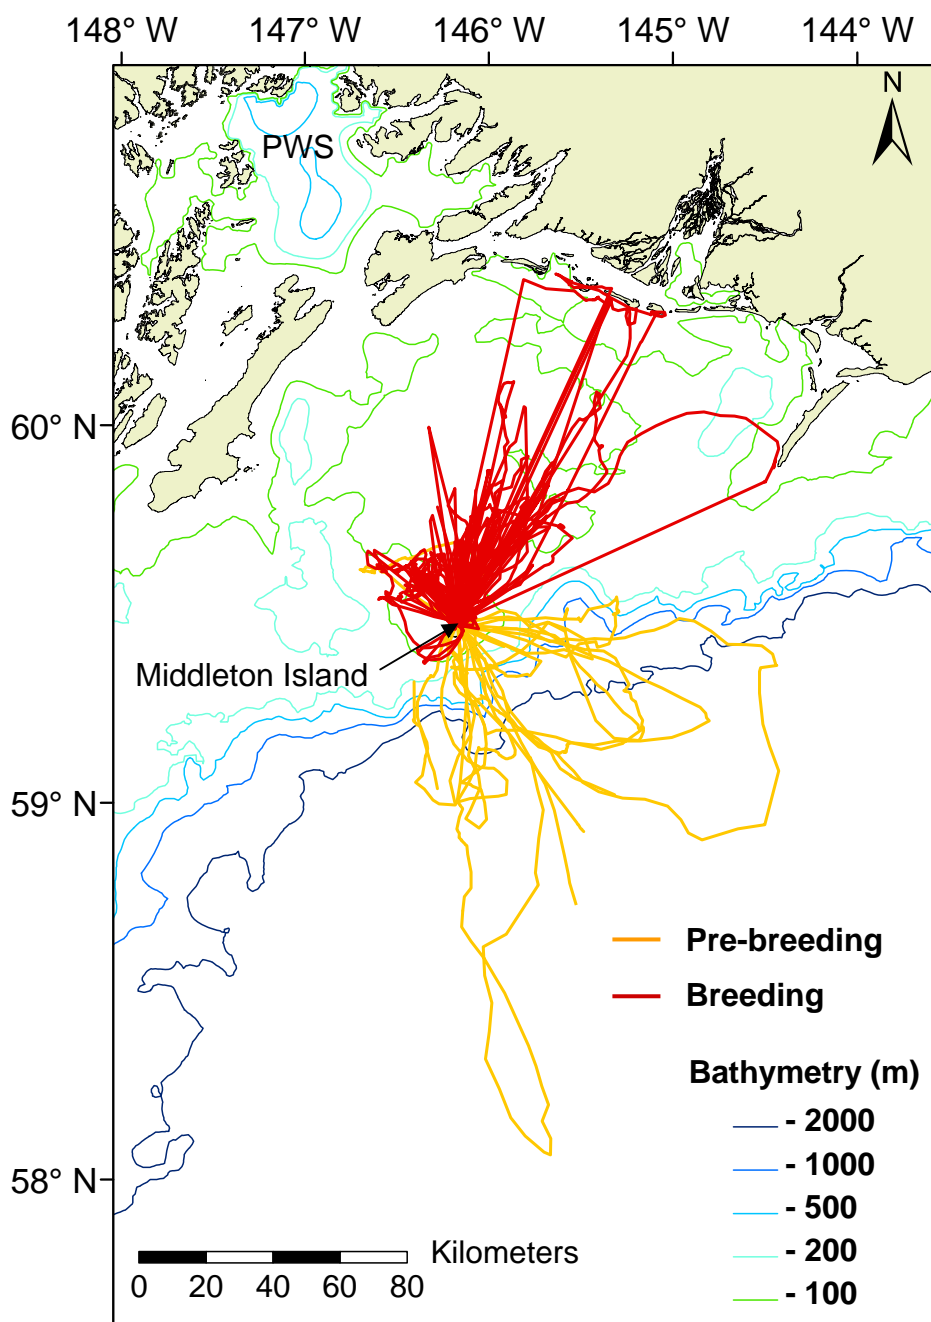 148° W 147° W 146° W 145° W 144° W
N
PWS
60° N
Middleton Island
59° N
Pre-breeding
Breeding
Bathymetry (m)
- 2000
- 1000
58° N
- 500
Kilometers
- 200
0 20 40 60 80
- 100